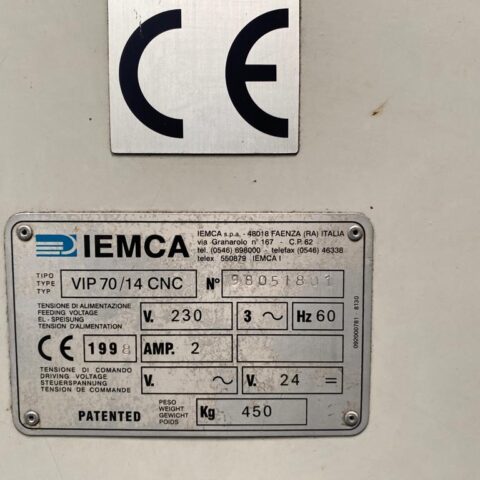 CE
IEMCA
IEMCA s.p.a. - 48018 FAENZA (RA) ITALIA
via Granarolo n° 167 - C.P. 62
tel. (0546) 698000 - telefax (0546) 46338
telex 550879 IEMCA I
TIPO
TYPE
TYP
VIP 70/14 CNC
N° 98051801
TENSIONE DI ALIMENTAZIONE
FEEDING VOLTAGE
EL-SPEISUNG
TENSION D'ALIMENTATION
V. 230
3 ~
Hz 60
CE 1998
AMP. 2
TENSIONE DI COMANDO
DRIVING VOLTAGE
STEUERSPANNUNG
TENSION DE COMMANDE
V. ~
V. 24 =
PATENTED
PESO
WEIGHT
GEWICHT
POIDS
Kg 450